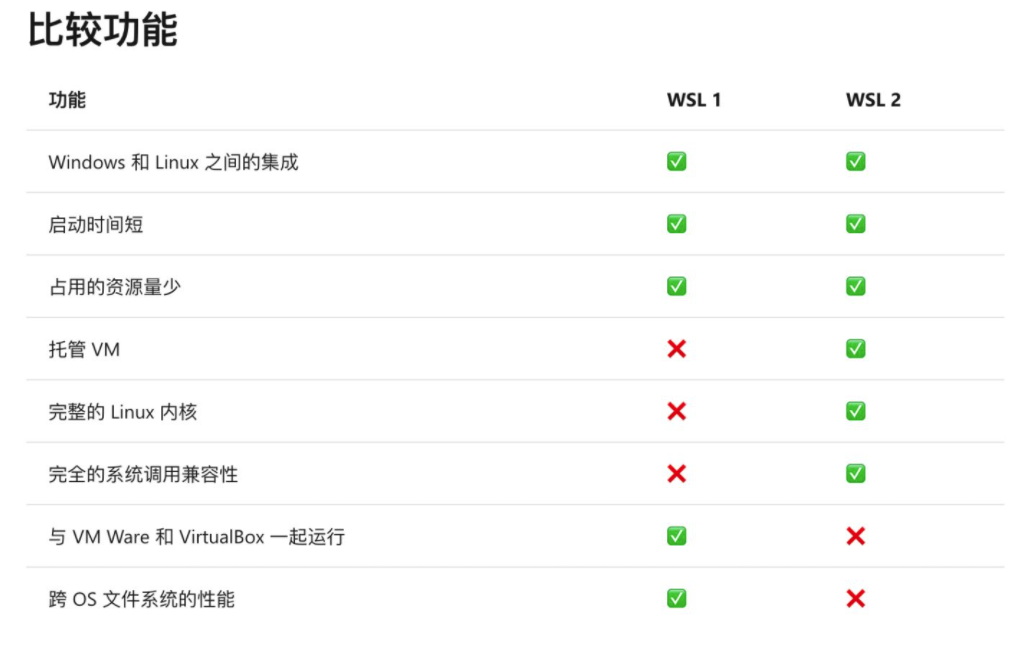 比较功能
功能 WSL 1 WSL 2
Windows 和 Linux 之间的集成 ✅ ✅
启动时间短 ✅ ✅
占用的资源量少 ✅ ✅
托管 VM ❌ ✅
完整的 Linux 内核 ❌ ✅
完全的系统调用兼容性 ❌ ✅
与 VM Ware 和 VirtualBox 一起运行 ✅ ❌
跨 OS 文件系统的性能 ✅ ❌